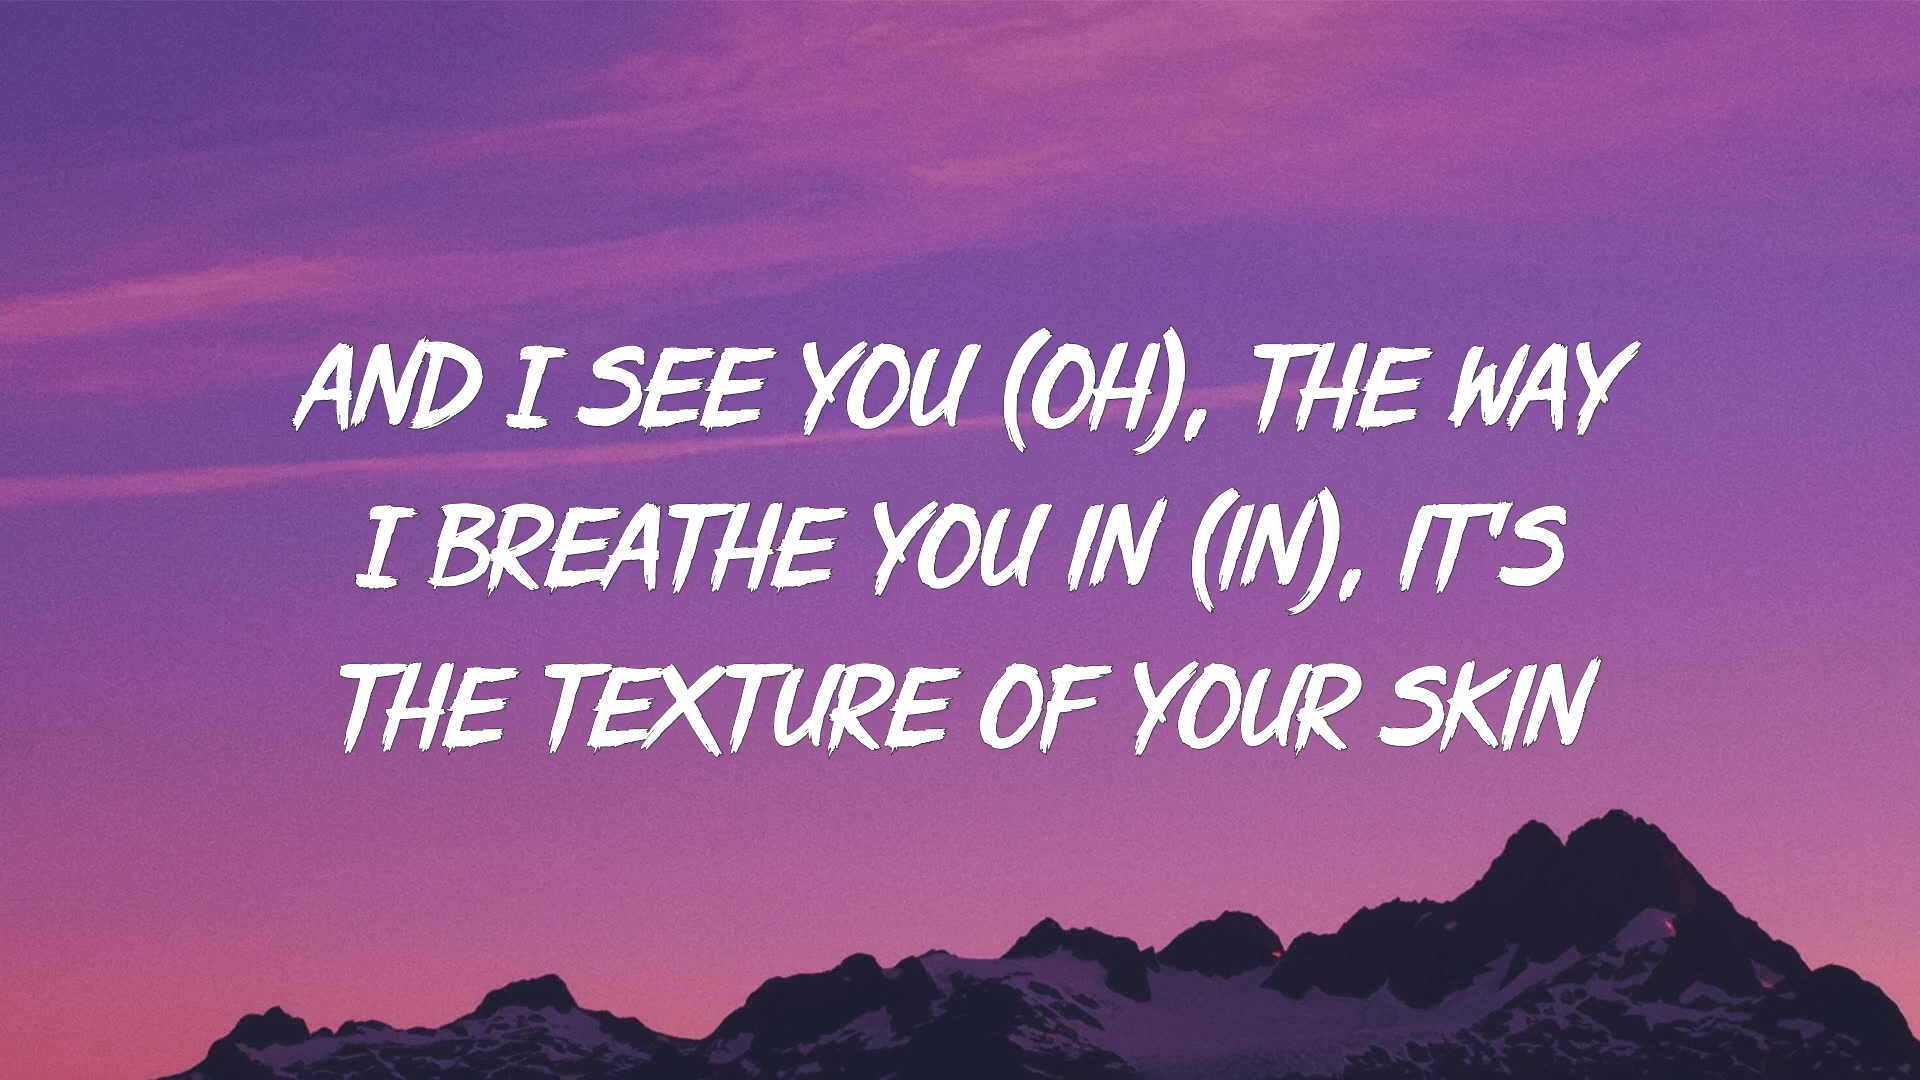 AND I SEE YOU (OH), THE WAY
I BREATHE YOU IN (IN), IT'S
THE TEXTURE OF YOUR SKIN